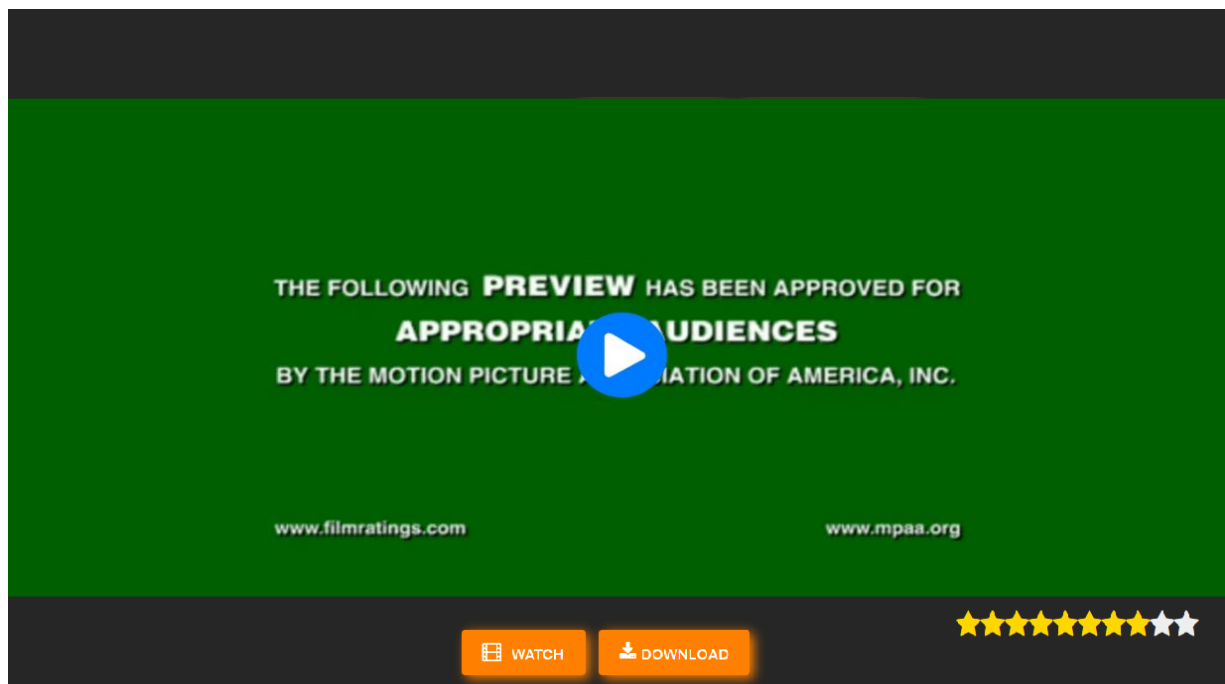 THE FOLLOWING PREVIEW HAS BEEN APPROVED FOR
APPROPRIA AUDIENCES
BY THE MOTION PICTURE A IATION OF AMERICA, INC.
www.filmratings.com
www.mpaa.org
WATCH
DOWNLOAD